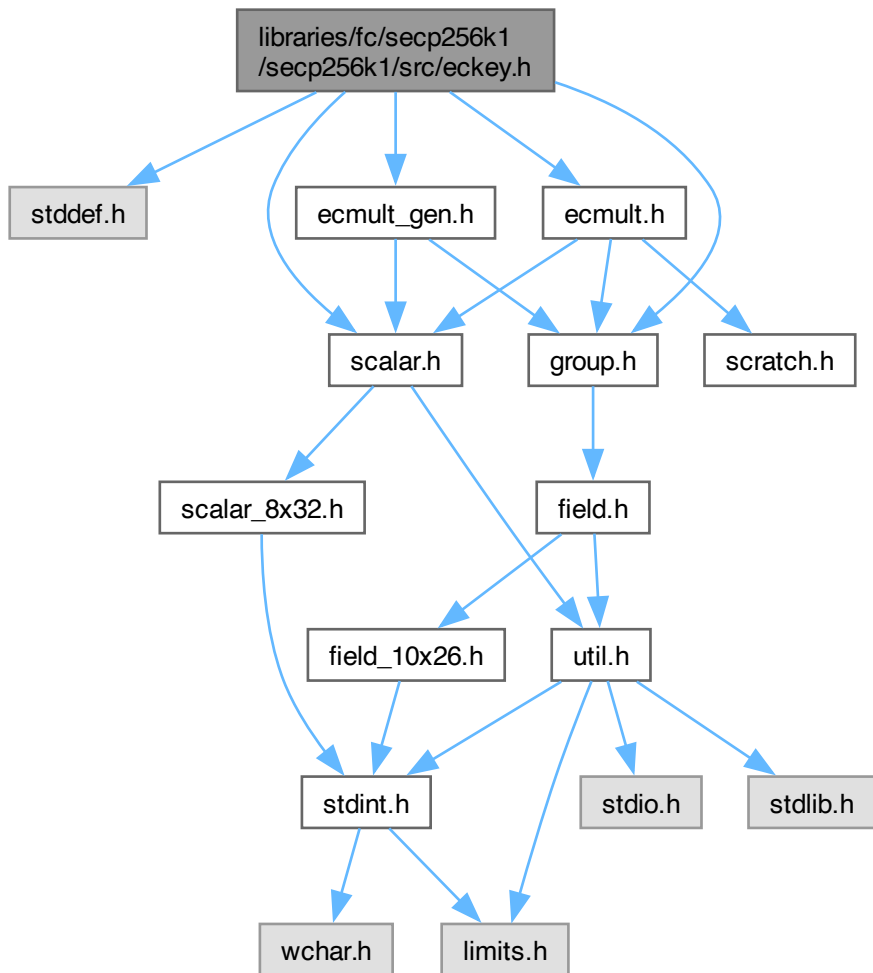 libraries/fc/secp256k1
/secp256k1/src/eckey.h
stddef.h
ecmult_gen.h
ecmult.h
scalar.h
group.h
scratch.h
scalar_8x32.h
field.h
field_10x26.h
util.h
stdint.h
stdio.h
stdlib.h
wchar.h
limits.h